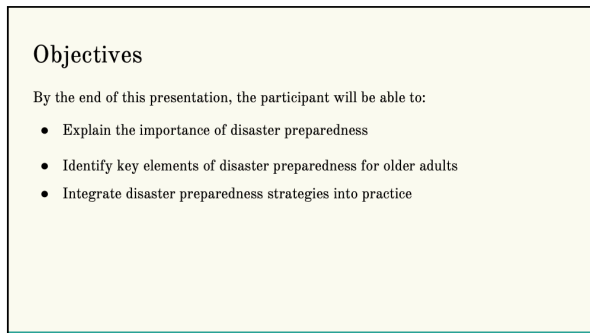 Objectives
By the end of this presentation, the participant will be able to:
● Explain the importance of disaster preparedness
● Identify key elements of disaster preparedness for older adults
● Integrate disaster preparedness strategies into practice